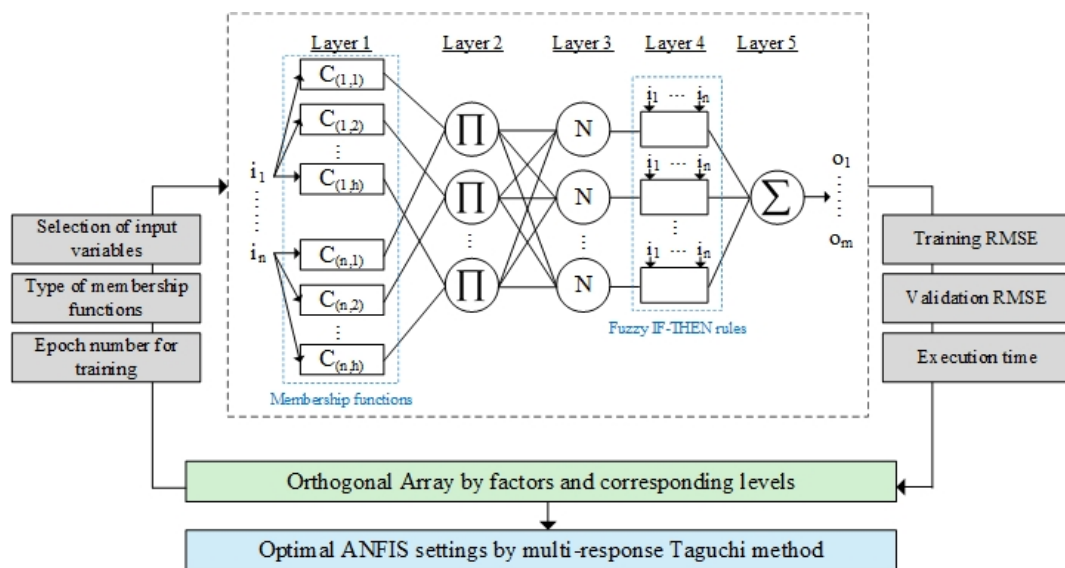 Layer 1 Layer 2 Layer 3 Layer 4 Layer 5
C(1,1)
C(1,2)
⋮
C(1,h)
i1
⋮
in
C(n,1)
C(n,2)
⋮
C(n,h)
Membership functions
∏
∏
⋮
∏
N
N
⋮
N
i1 ··· in
i1 ··· in
⋮
i1 ··· in
Fuzzy IF-THEN rules
∑
o1
⋮
om
Selection of input
variables
Type of membership
functions
Epoch number for
training
Training RMSE
Validation RMSE
Execution time
Orthogonal Array by factors and corresponding levels
Optimal ANFIS settings by multi-response Taguchi method